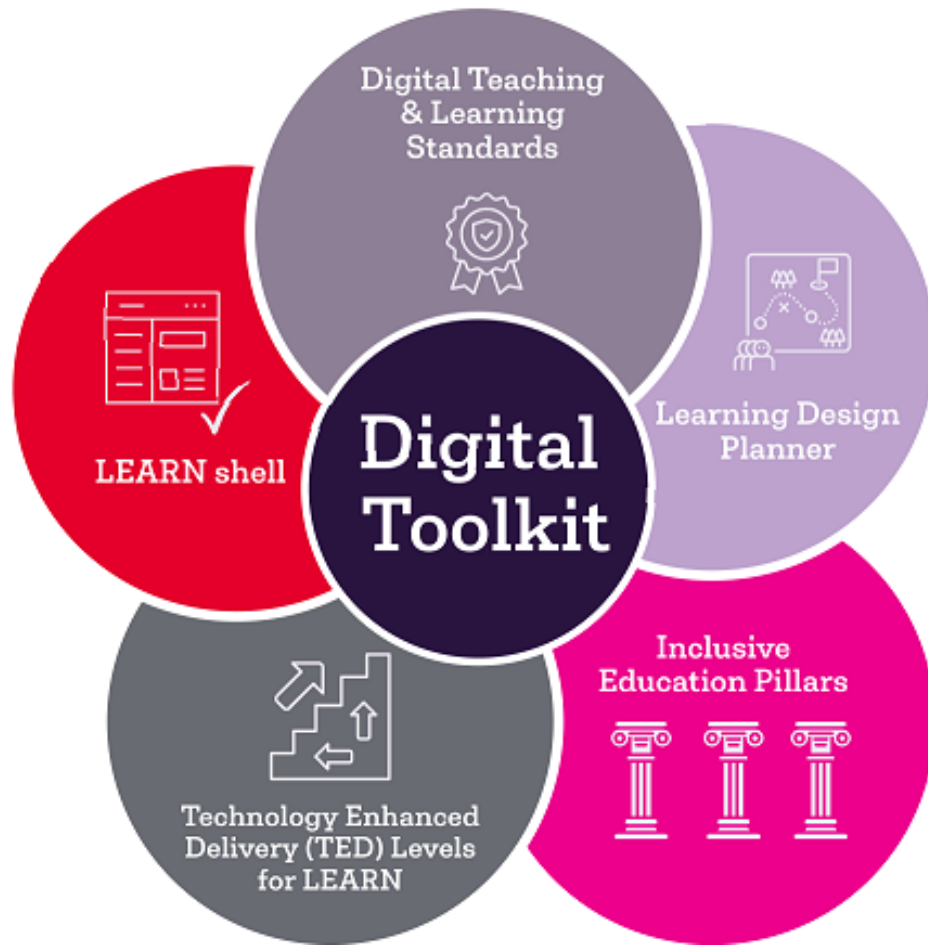 Digital Teaching
& Learning
Standards
Learning Design
Planner
LEARN shell
Digital
Toolkit
Inclusive
Education Pillars
Technology Enhanced
Delivery (TED) Levels
for LEARN